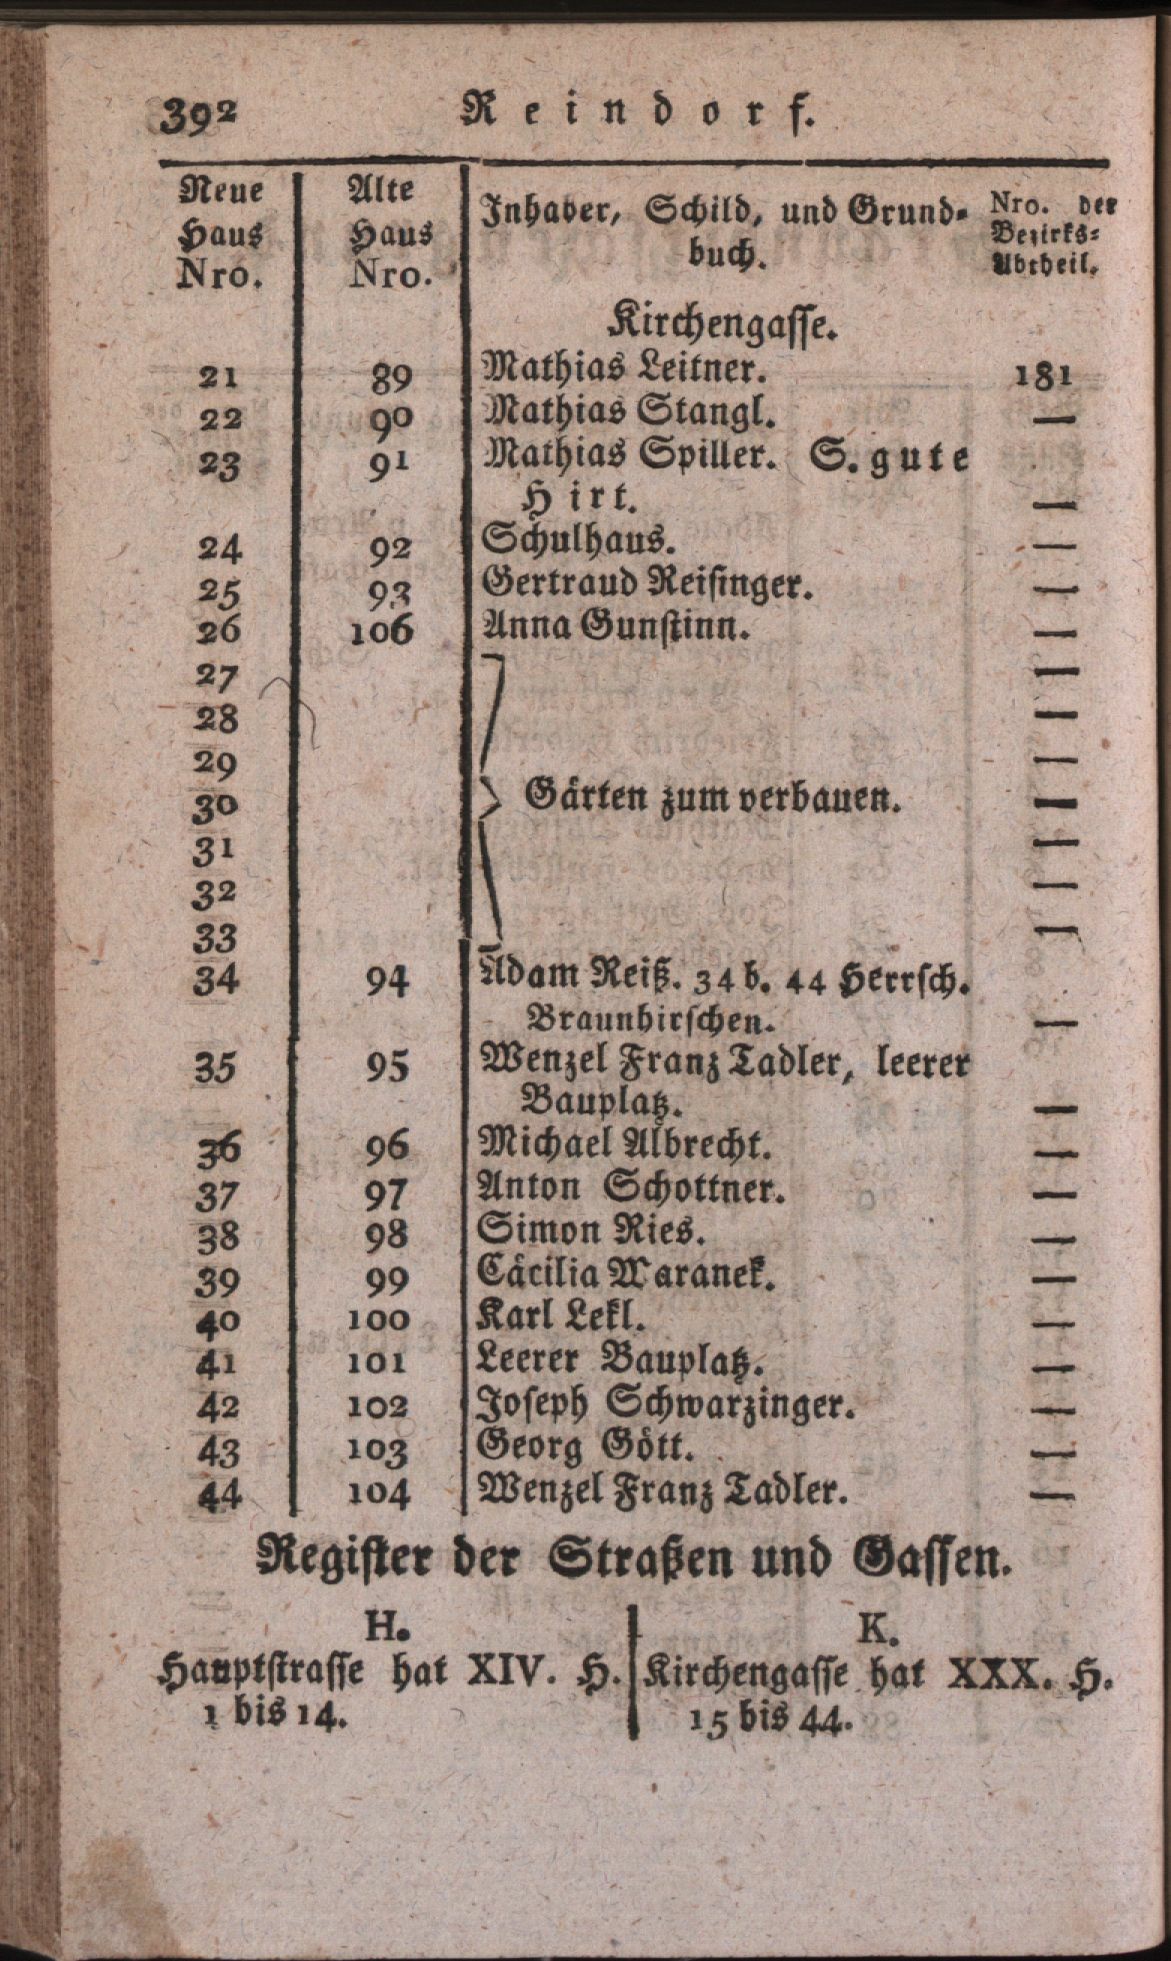 392 Reindorf.
Neue Haus Nro. Alte Haus Nro. Inhaber, Schild, und Grund-
buch. Nro. der Bezirks- Abtheil.
Kirchengasse.
21 89 Mathias Leitner. 181
22 90 Mathias Stangl. —
23 91 Mathias Spiller. S. gute
Hirt. —
24 92 Schulhaus. —
25 93 Gertraud Reisinger. —
26 106 Anna Gunstinn. —
27 —
28 —
29 —
30 Gärten zum verbauen. —
31 —
32 —
33 —
34 94 Adam Reiß. 34 b. 44 Herrsch.
Braunhirschen. —
35 95 Wenzel Franz Tadler, leerer
Bauplatz. —
36 96 Michael Albrecht. —
37 97 Anton Schottner. —
38 98 Simon Ries. —
39 99 Cäcilia Maranek. —
40 100 Karl Lekl. —
41 101 Leerer Bauplatz. —
42 102 Joseph Schwarzinger. —
43 103 Georg Gött. —
44 104 Wenzel Franz Tadler. —
Register der Straßen und Gassen.
H.
Hauptstrasse hat XIV. H.
1 bis 14.
K.
Kirchengasse hat XXX. H.
15 bis 44.